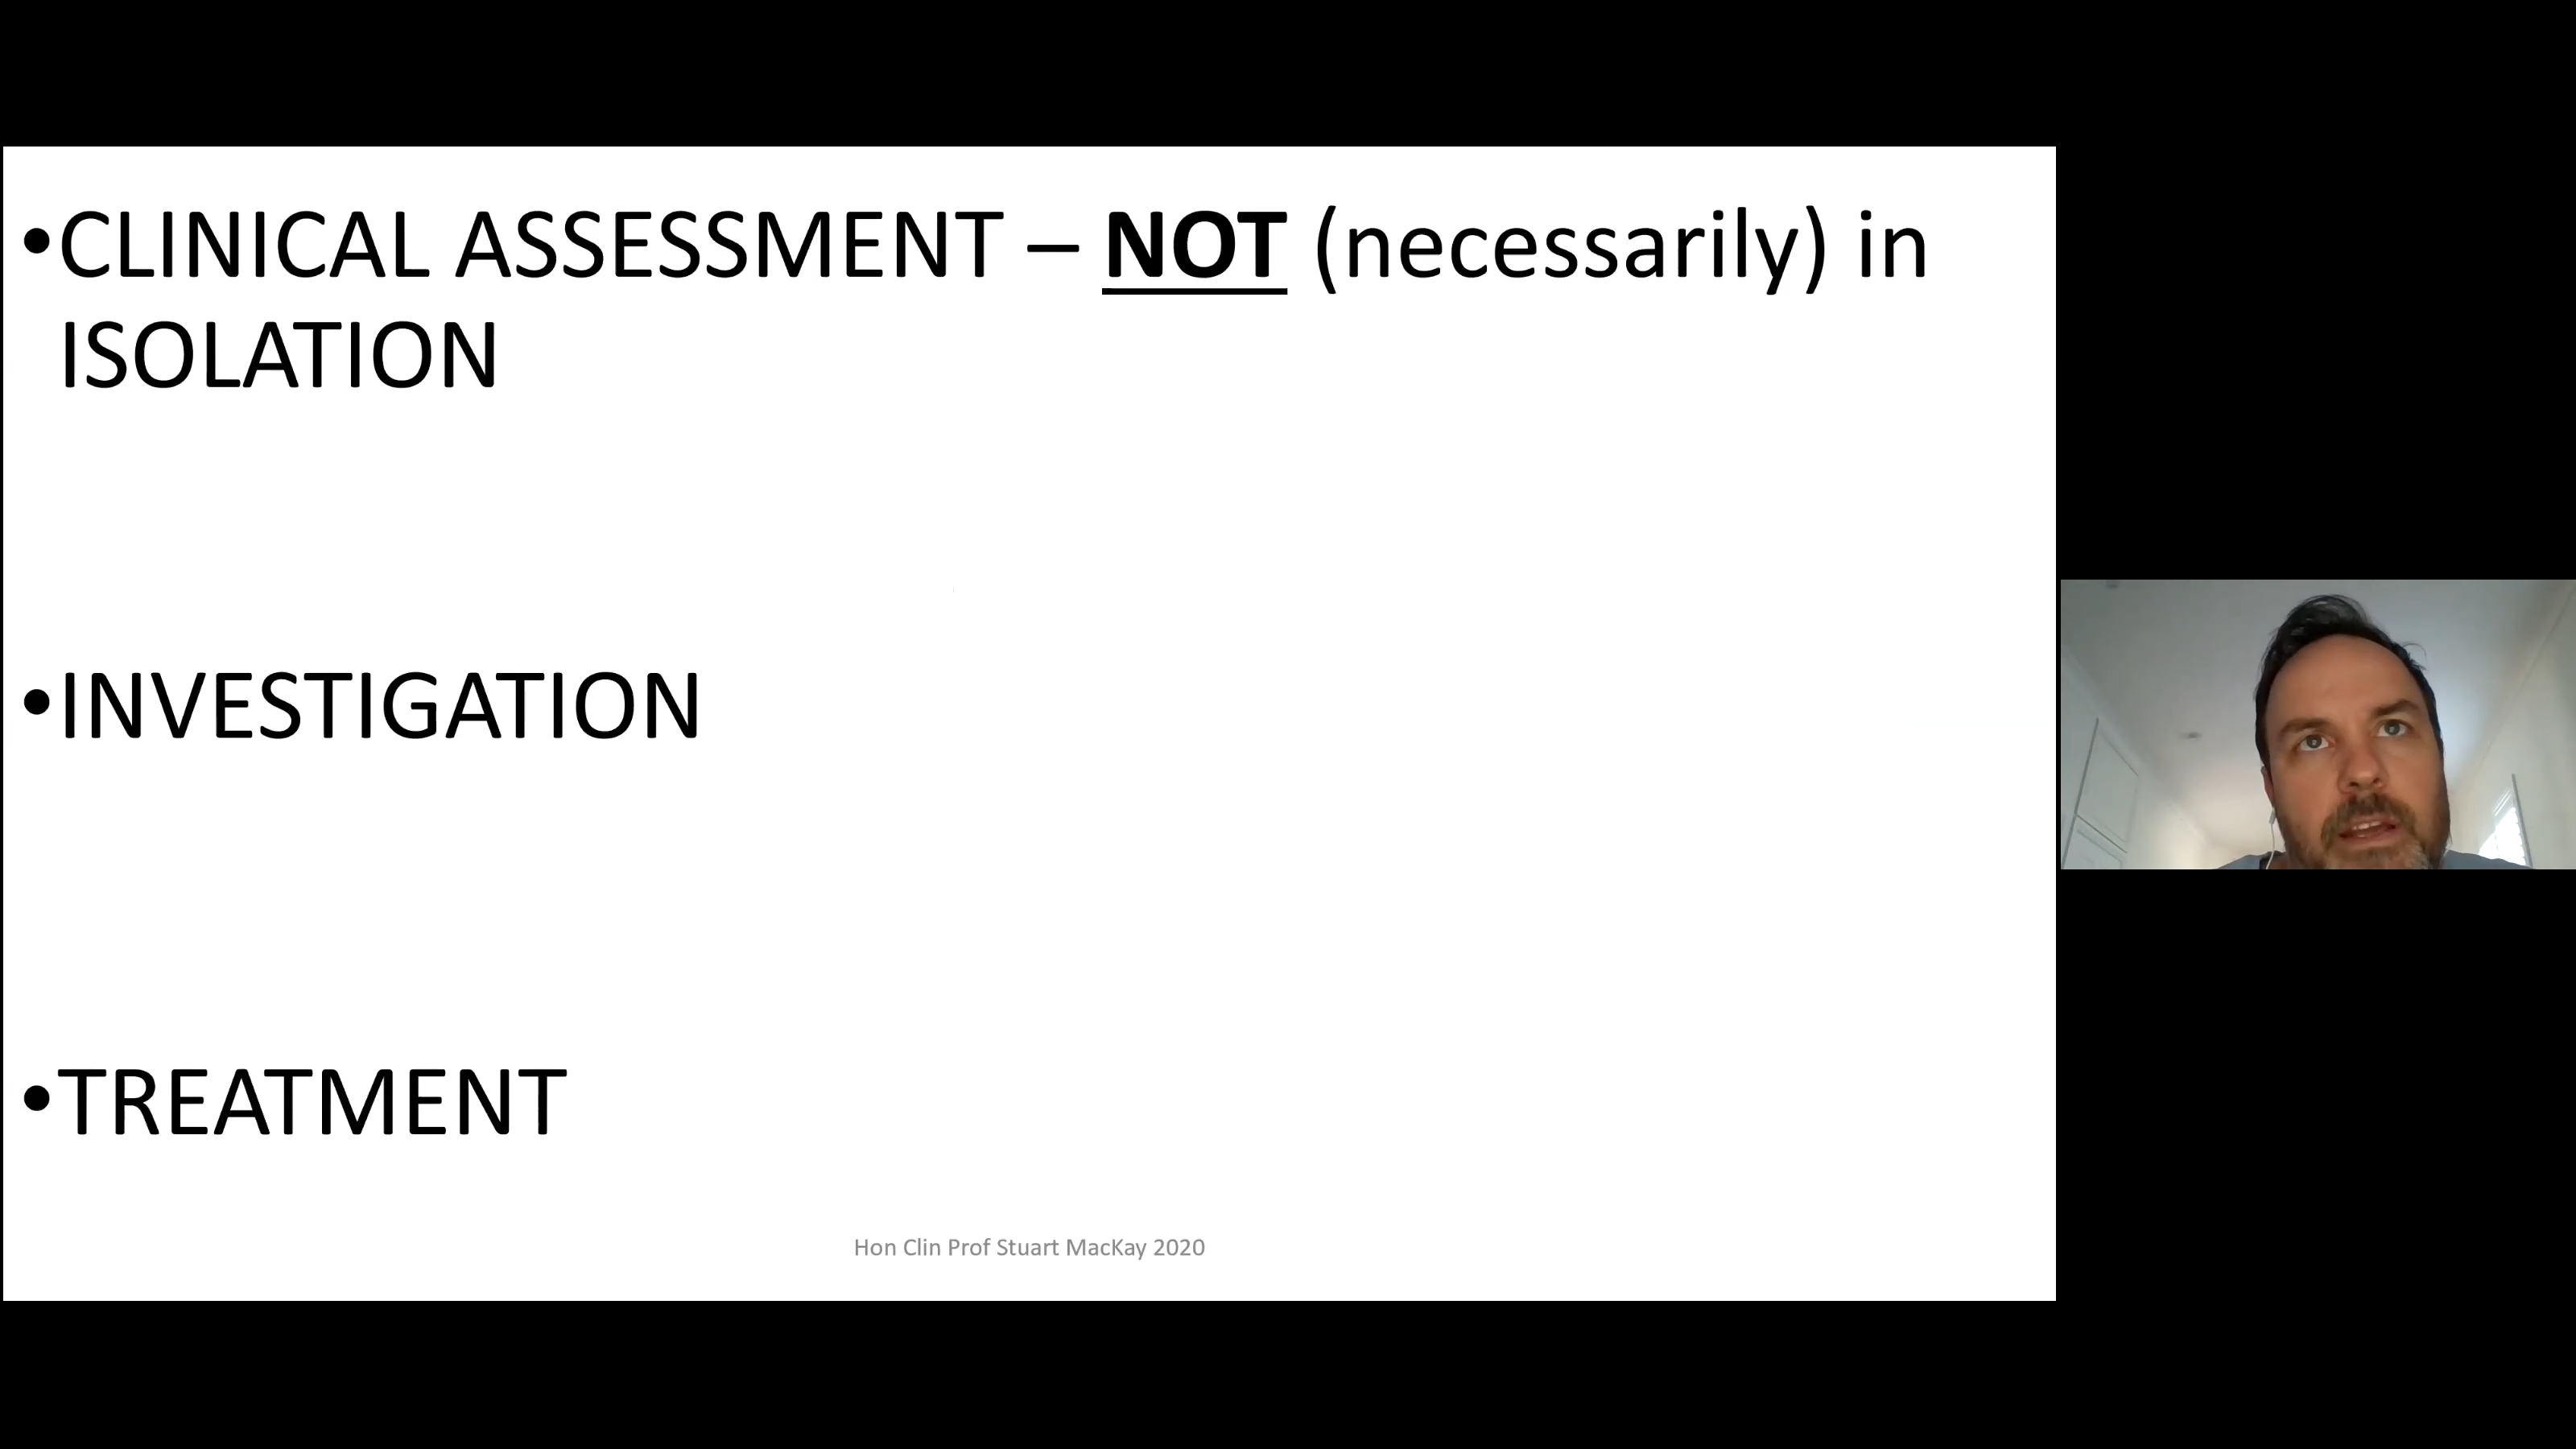 •CLINICAL ASSESSMENT – NOT (necessarily) in
ISOLATION
•INVESTIGATION
•TREATMENT
Hon Clin Prof Stuart MacKay 2020